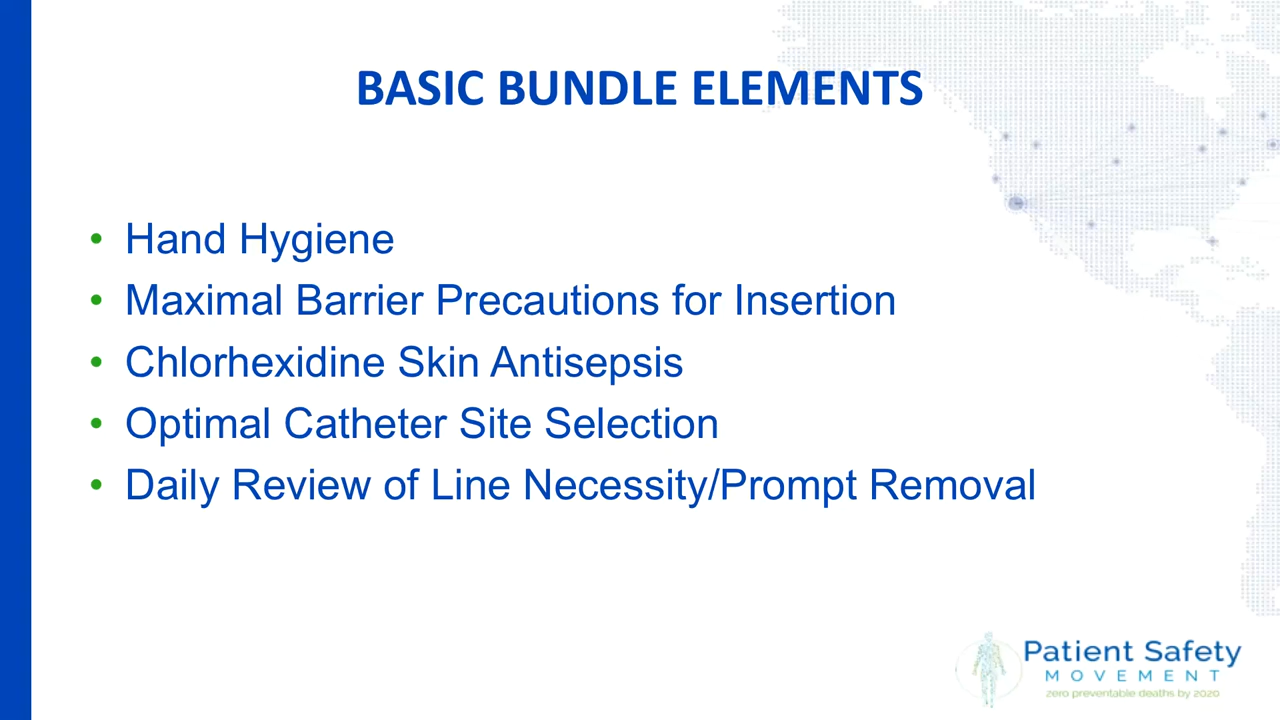 BASIC BUNDLE ELEMENTS
• Hand Hygiene
• Maximal Barrier Precautions for Insertion
• Chlorhexidine Skin Antisepsis
• Optimal Catheter Site Selection
• Daily Review of Line Necessity/Prompt Removal
Patient Safety
MOVEMENT
zero preventable deaths by 2020